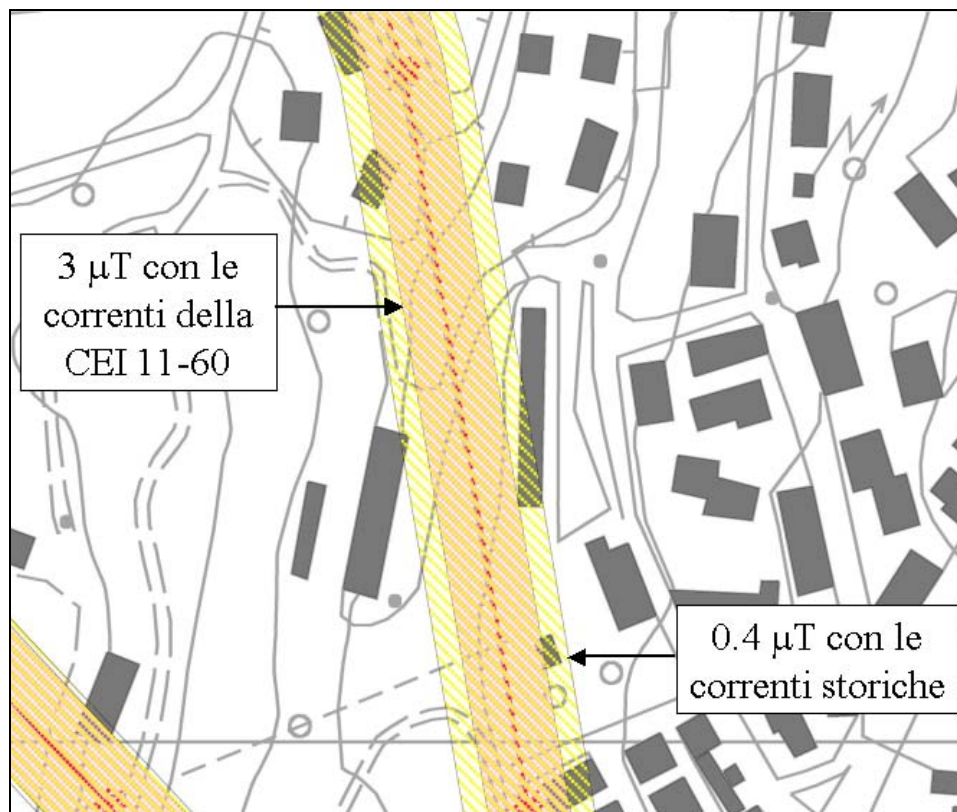 3 μT con le
correnti della
CEI 11-60
0.4 μT con le
correnti storiche